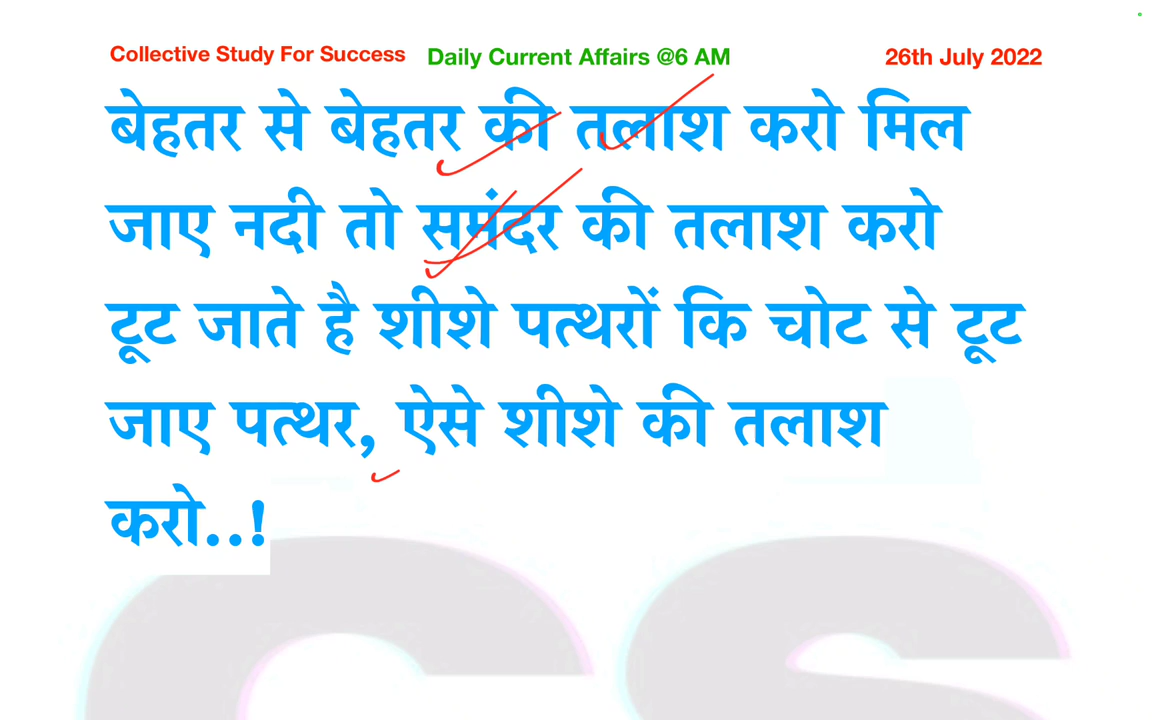 Collective Study For Success Daily Current Affairs @6 AM 26th July 2022
बेहतर से बेहतर की तलाश करो मिल
जाए नदी तो समंदर की तलाश करो
टूट जाते है शीशे पत्थरों कि चोट से टूट
जाए पत्थर, ऐसे शीशे की तलाश
करो..!